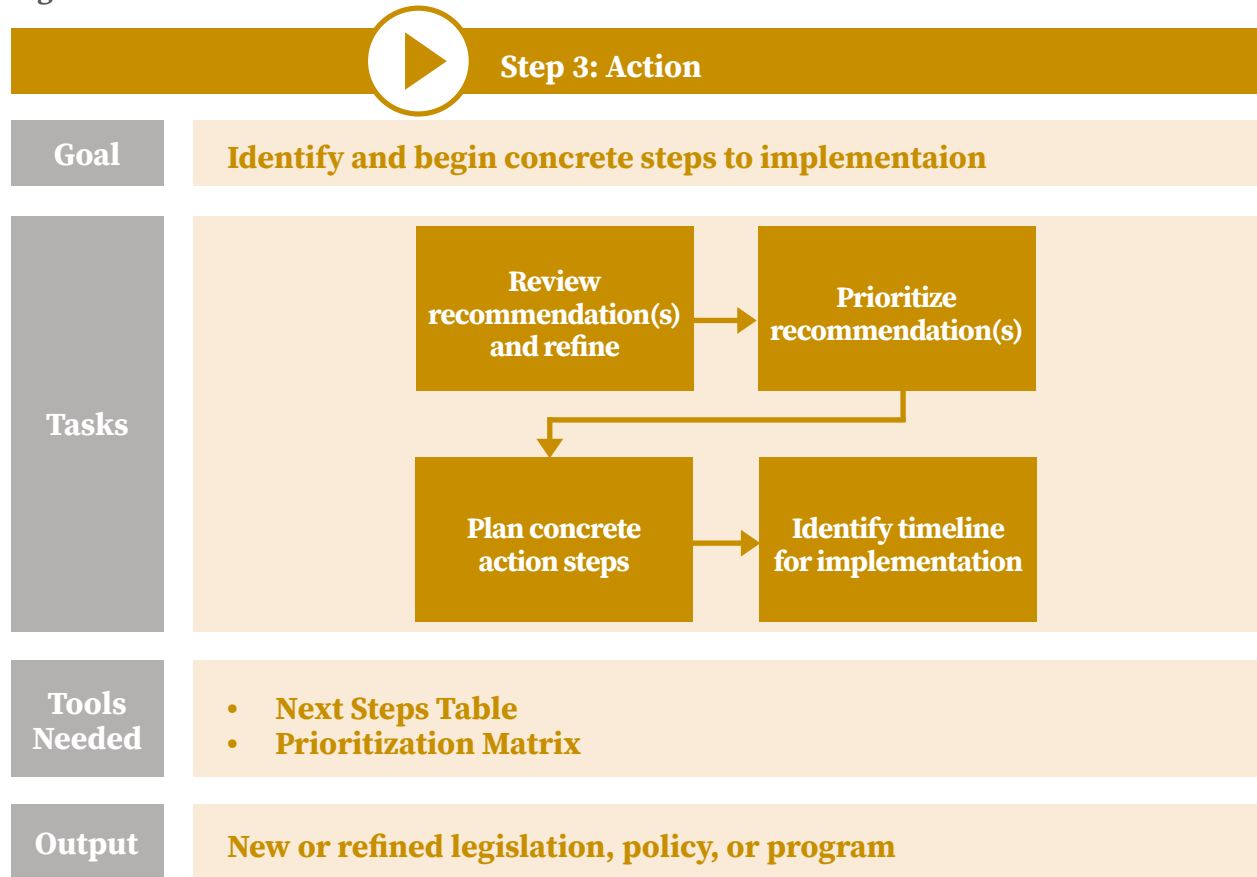 Step 3: Action
Goal
Identify and begin concrete steps to implementaion
Tasks
Review
recommendation(s)
and refine
Prioritize
recommendation(s)
Plan concrete
action steps
Identify timeline
for implementation
Tools
Needed
• Next Steps Table
• Prioritization Matrix
Output
New or refined legislation, policy, or program